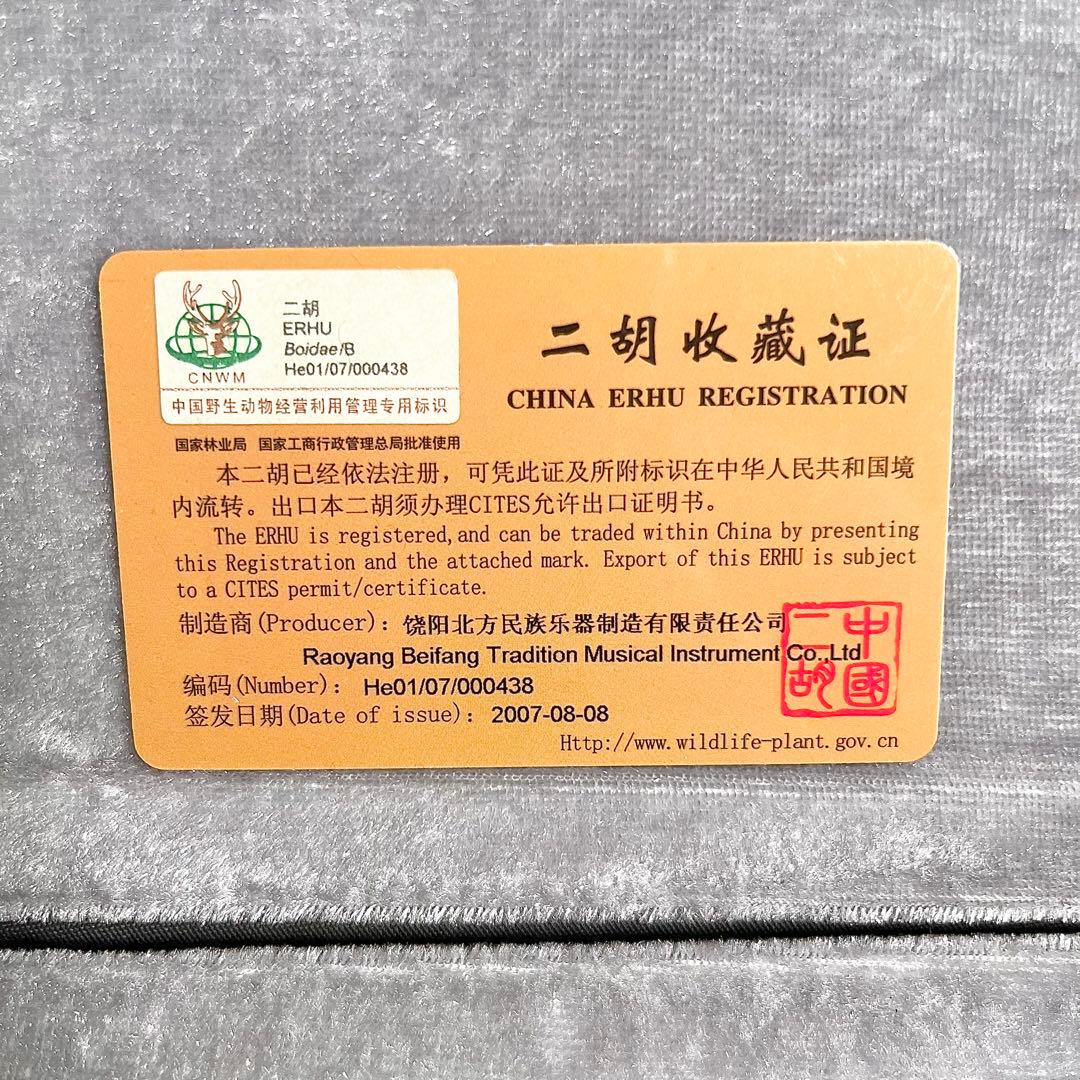 二胡
ERHU
Boidae/B
He01/07/000438
CNWM
中国野生动物经营利用管理专用标识
国家林业局 国家工商行政管理总局批准使用
二胡收藏证
CHINA ERHU REGISTRATION
本二胡已经依法注册，可凭此证及所附标识在中华人民共和国境
内流转。出口本二胡须办理CITES允许出口证明书。
The ERHU is registered,and can be traded within China by presenting
this Registration and the attached mark. Export of this ERHU is subject
to a CITES permit/certificate.
制造商(Producer)：饶阳北方民族乐器制造有限责任公司
Raoyang Beifang Tradition Musical Instrument Co.,Ltd
编码(Number)：He01/07/000438
签发日期(Date of issue)：2007-08-08
中國
二胡
Http://www.wildlife-plant.gov.cn